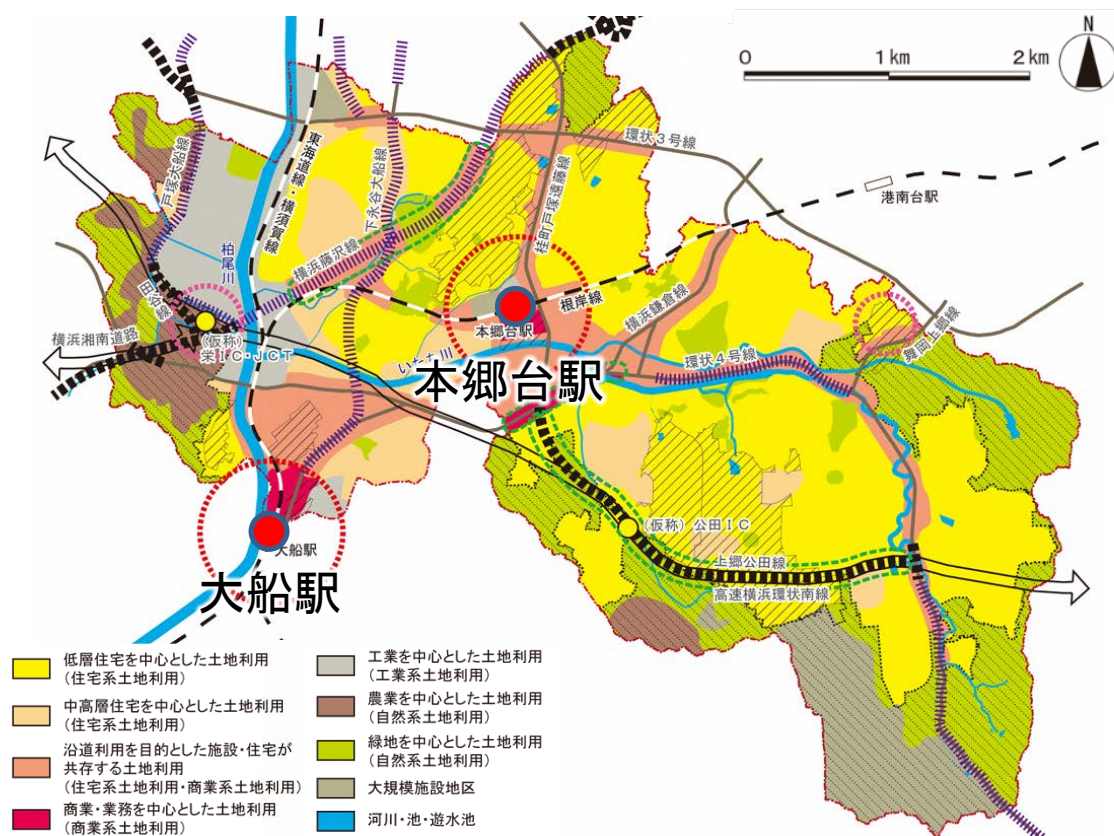 N
0
1 km
2 km
環状3号線
港南台駅
戸塚大船線
東海道線・横須賀線
下永谷大船線
桂町戸塚遠藤線
横浜藤沢線
柏尾川
田谷線
横浜湘南道路
(仮称)
栄IC・JCT
根岸線
本郷台駅
横浜鎌倉線
舞岡上郷線
いたち川
環状4号線
本郷台駅
(仮称)公田IC
上郷公田線
高速横浜環状南線
大船駅
大船駅
低層住宅を中心とした土地利用
(住宅系土地利用)
中高層住宅を中心とした土地利用
(住宅系土地利用)
沿道利用を目的とした施設・住宅が
共存する土地利用
(住宅系土地利用・商業系土地利用)
商業・業務を中心とした土地利用
(商業系土地利用)
工業を中心とした土地利用
(工業系土地利用)
農業を中心とした土地利用
(自然系土地利用)
緑地を中心とした土地利用
(自然系土地利用)
大規模施設地区
河川・池・遊水池